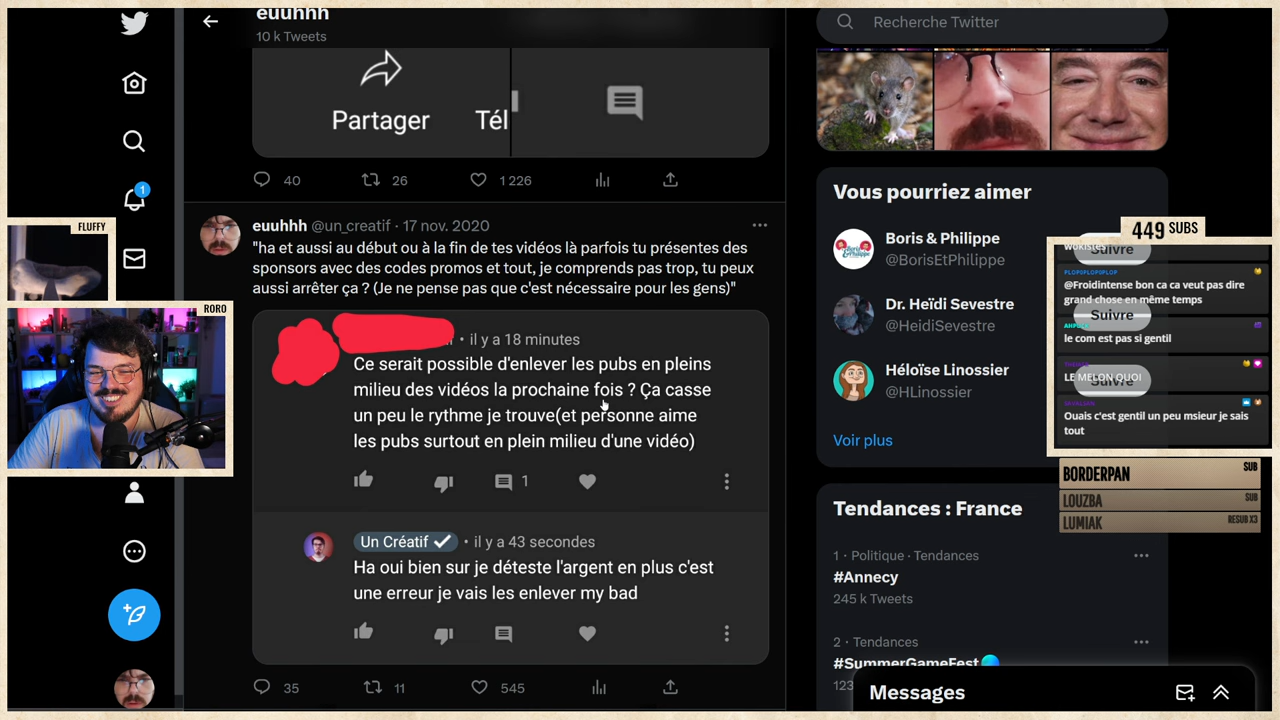 euuhhh
10 k Tweets
Partager
Tél
40
26
1 226
euuhhh @un_creatif · 17 nov. 2020
"ha et aussi au début ou à la fin de tes vidéos là parfois tu présentes des
sponsors avec des codes promos et tout, je comprends pas trop, tu peux
aussi arrêter ça ? (Je ne pense pas que c'est nécessaire pour les gens)"
• il y a 18 minutes
Ce serait possible d'enlever les pubs en pleins
milieu des vidéos la prochaine fois ? Ça casse
un peu le rythme je trouve(et personne aime
les pubs surtout en plein milieu d'une vidéo)
1
Un Créatif • il y a 43 secondes
Ha oui bien sur je déteste l'argent en plus c'est
une erreur je vais les enlever my bad
35
11
545
1
FLUFFY
RORO
Recherche Twitter
Vous pourriez aimer
Boris & Philippe
@BorisEtPhilippe
Suivre
Dr. Heïdi Sevestre
@HeidiSevestre
Suivre
Héloïse Linossier
@HLinossier
Suivre
Voir plus
Tendances : France
1 · Politique · Tendances
#Annecy
245 k Tweets
2 · Tendances
#SummerGameFest
123
Messages
449 SUBS
wokistes
PLOPSPLOPSPLOP
@Froidintense bon ca ca veut pas dire
grand chose en même temps
le com est pas si gentil
LE MELON QUOI
Ouais c'est gentil un peu msieur je sais
tout
BORDERPAN SUB
LOUZBA SUB
LUMIAK RESUB X3